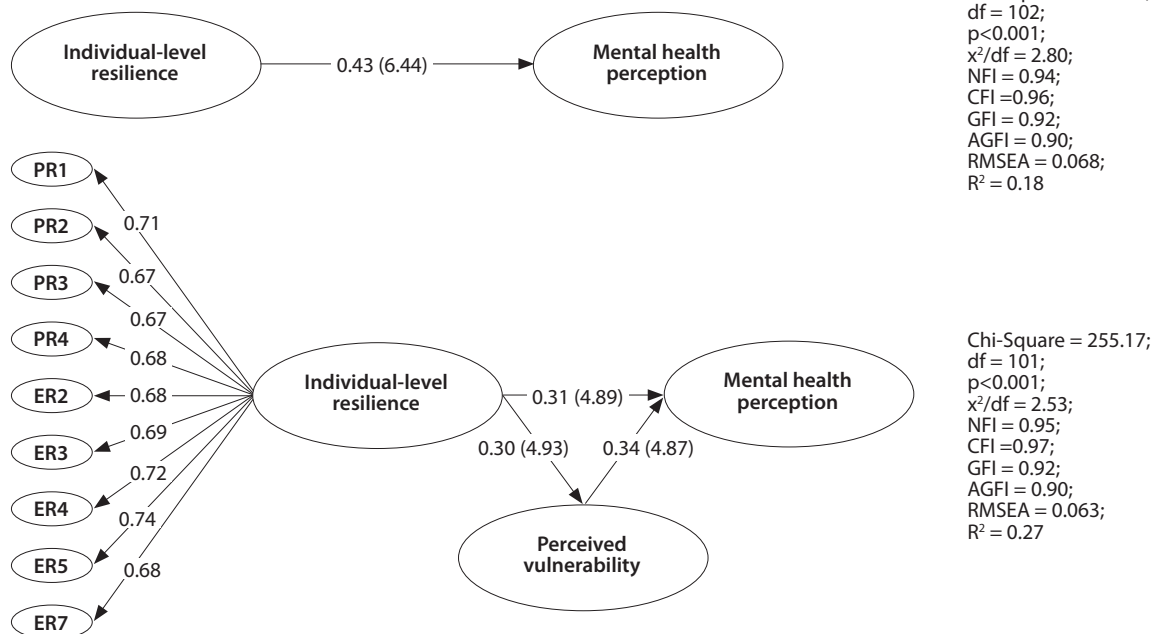 Individual-level
resilience
0.43 (6.44)
Mental health
perception
df = 102;
p<0.001;
x²/df = 2.80;
NFI = 0.94;
CFI =0.96;
GFI = 0.92;
AGFI = 0.90;
RMSEA = 0.068;
R² = 0.18
PR1
PR2
PR3
PR4
ER2
ER3
ER4
ER5
ER7
0.71
0.67
0.67
0.68
0.68
0.69
0.72
0.74
0.68
Individual-level
resilience
0.31 (4.89)
0.30 (4.93)
0.34 (4.87)
Mental health
perception
Perceived
vulnerability
Chi-Square = 255.17;
df = 101;
p<0.001;
x²/df = 2.53;
NFI = 0.95;
CFI =0.97;
GFI = 0.92;
AGFI = 0.90;
RMSEA = 0.063;
R² = 0.27